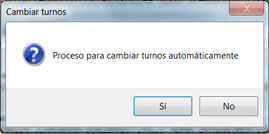 Cambiar turnos
Proceso para cambiar turnos automáticamente
Sí
No